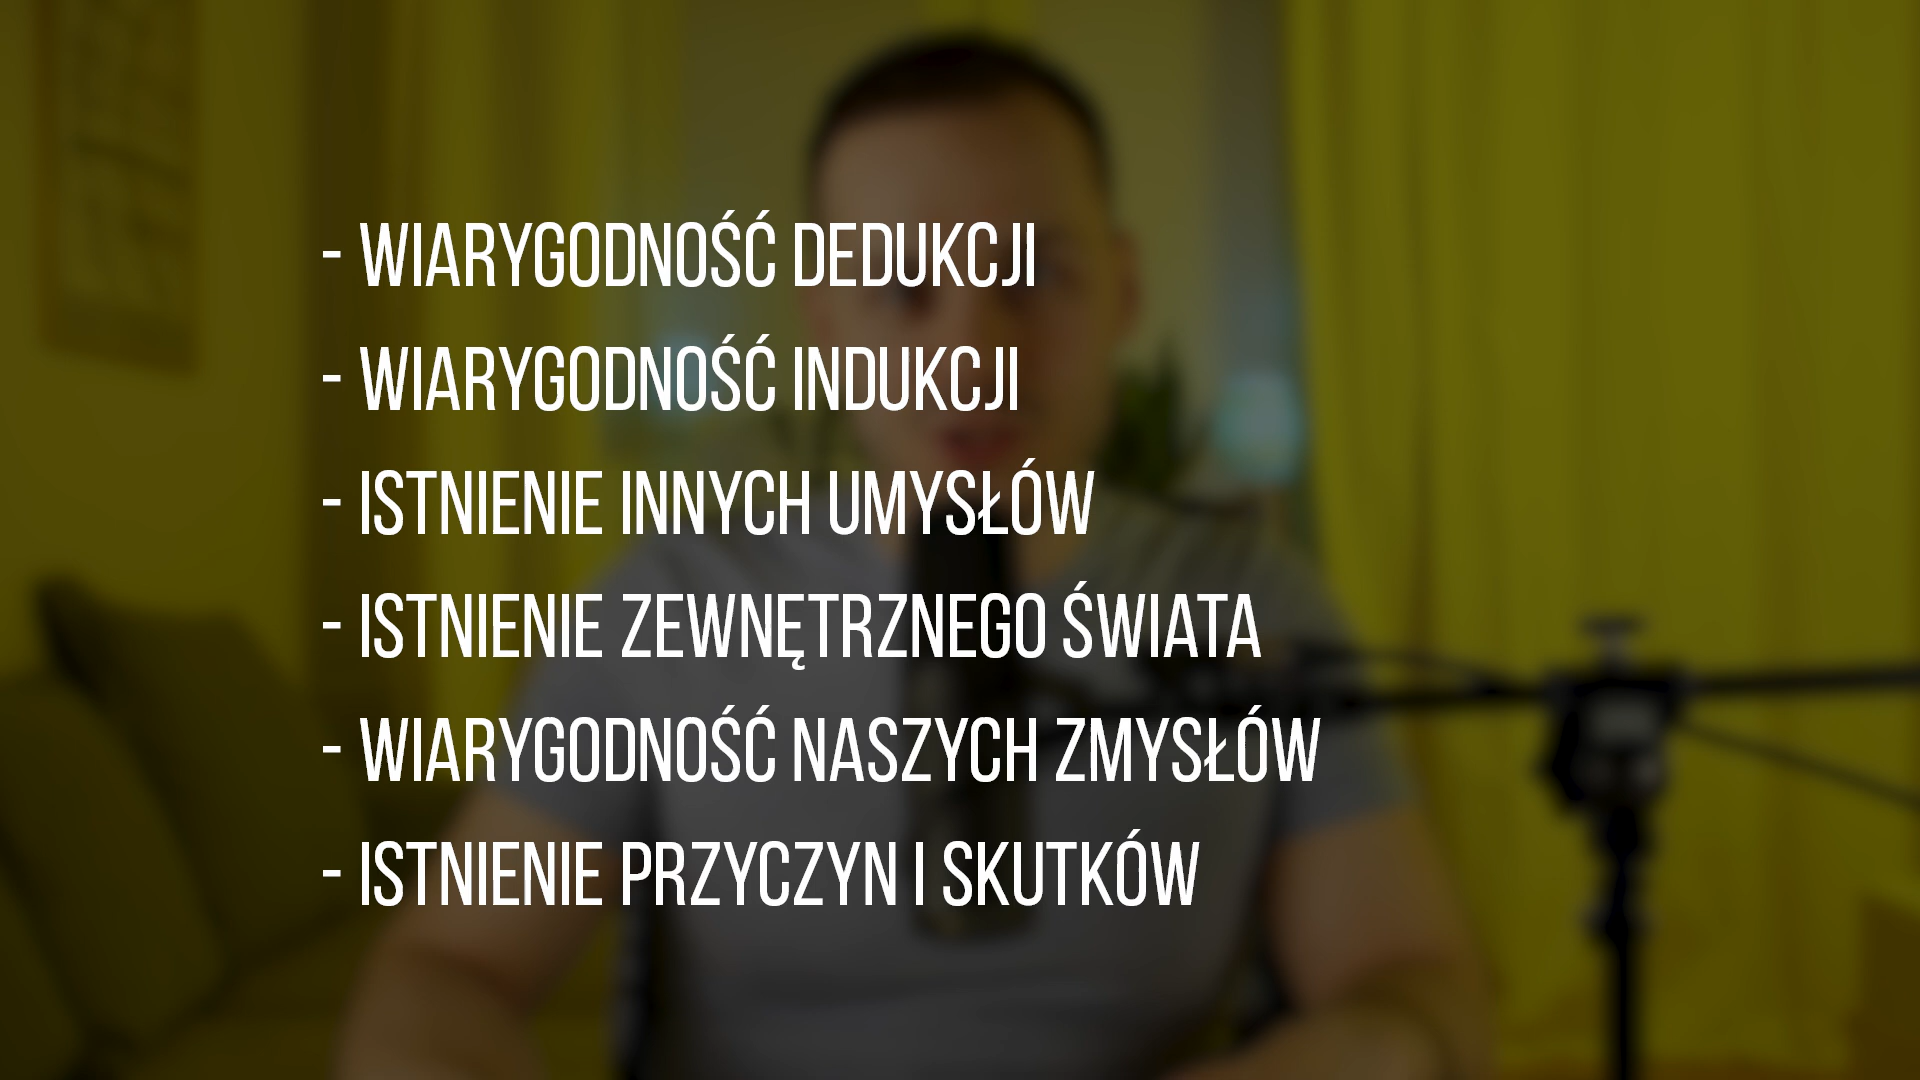 - WIARYGODNOŚĆ DEDUKCJI
- WIARYGODNOŚĆ INDUKCJI
- ISTNIENIE INNYCH UMYSŁÓW
- ISTNIENIE ZEWNĘTRZNEGO ŚWIATA
- WIARYGODNOŚĆ NASZYCH ZMYSŁÓW
- ISTNIENIE PRZYCZYN I SKUTKÓW